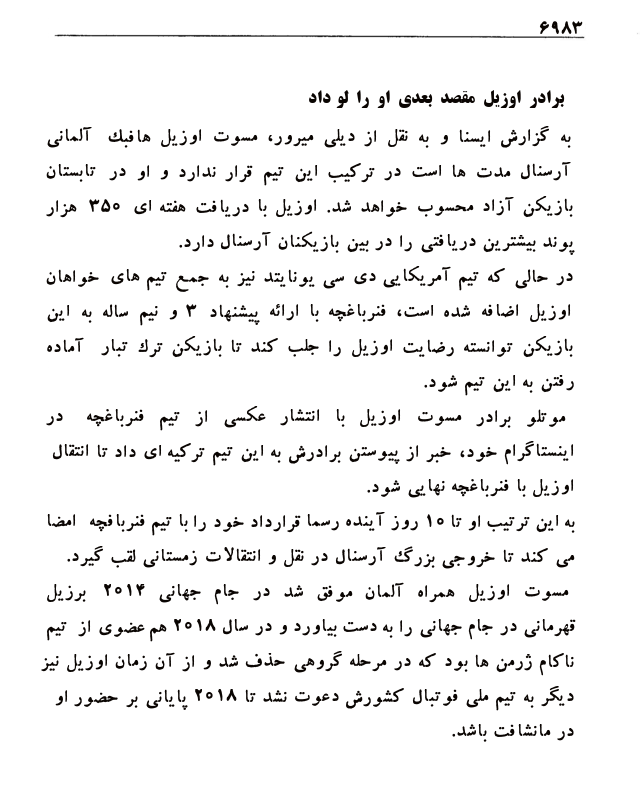 ۶۹۸۳
برادر اوزیل مقصد بعدی او را لو داد
به گزارش ایسنا و به نقل از دیلی میرور، مسوت اوزیل هافبک آلمانی
آرسنال مدت ها است در ترکیب این تیم قرار ندارد و او در تابستان
بازیکن آزاد محسوب خواهد شد. اوزیل با دریافت هفته ای ۳۵۰ هزار
پوند بیشترین دریافتی را در بین بازیکنان آرسنال دارد.
در حالی که تیم آمریکایی دی سی یونایتد نیز به جمع تیم های خواهان
اوزیل اضافه شده است، فنرباغچه با ارائه پیشنهاد ۳ و نیم ساله به این
بازیکن توانسته رضایت اوزیل را جلب کند تا بازیکن ترک تبار آماده
رفتن به این تیم شود.
موتلو برادر مسوت اوزیل با انتشار عکسی از تیم فنرباغچه در
اینستاگرام خود، خبر از پیوستن برادرش به این تیم ترکیه ای داد تا انتقال
اوزیل با فنرباغچه نهایی شود.
به این ترتیب او تا ۱۰ روز آینده رسما قرارداد خود را با تیم فنربافچه امضا
می کند تا خروجی بزرگ آرسنال در نقل و انتقالات زمستانی لقب گیرد.
مسوت اوزیل همراه آلمان موفق شد در جام جهانی ۲۰۱۴ برزیل
قهرمانی در جام جهانی را به دست بیاورد و در سال ۲۰۱۸ هم عضوی از تیم
ناکام ژرمن ها بود که در مرحله گروهی حذف شد و از آن زمان اوزیل نیز
دیگر به تیم ملی فوتبال کشورش دعوت نشد تا ۲۰۱۸ پایانی بر حضور او
در مانشافت باشد.